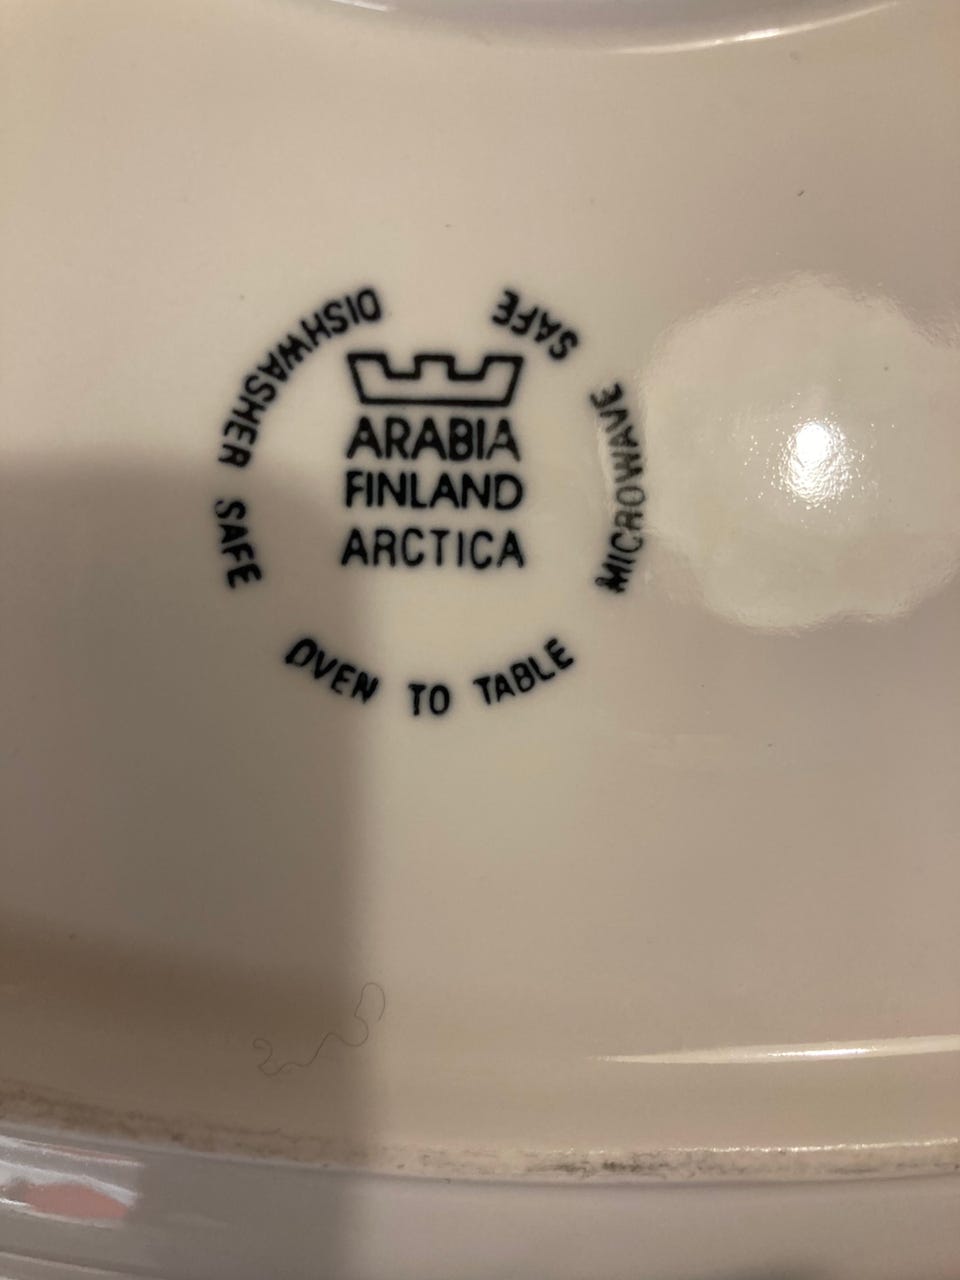 ARABIA
FINLAND
ARCTICA
DISHWASHER SAFE
OVEN TO TABLE
MICROWAVE SAFE